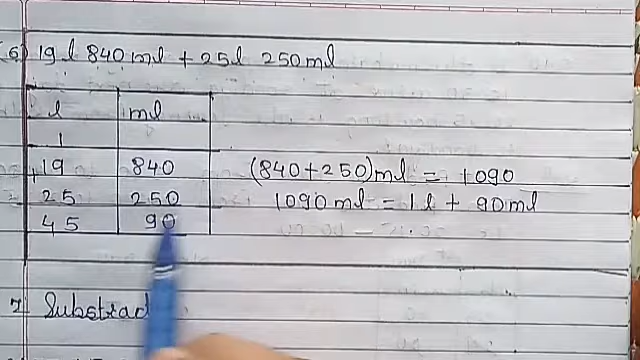 (6) 19 l 840 ml + 25 l 250 ml
l ml
1
+ 19 840 (840+250) ml = 1090
25 250 1090 ml = 1 l + 90 ml
45 90
7